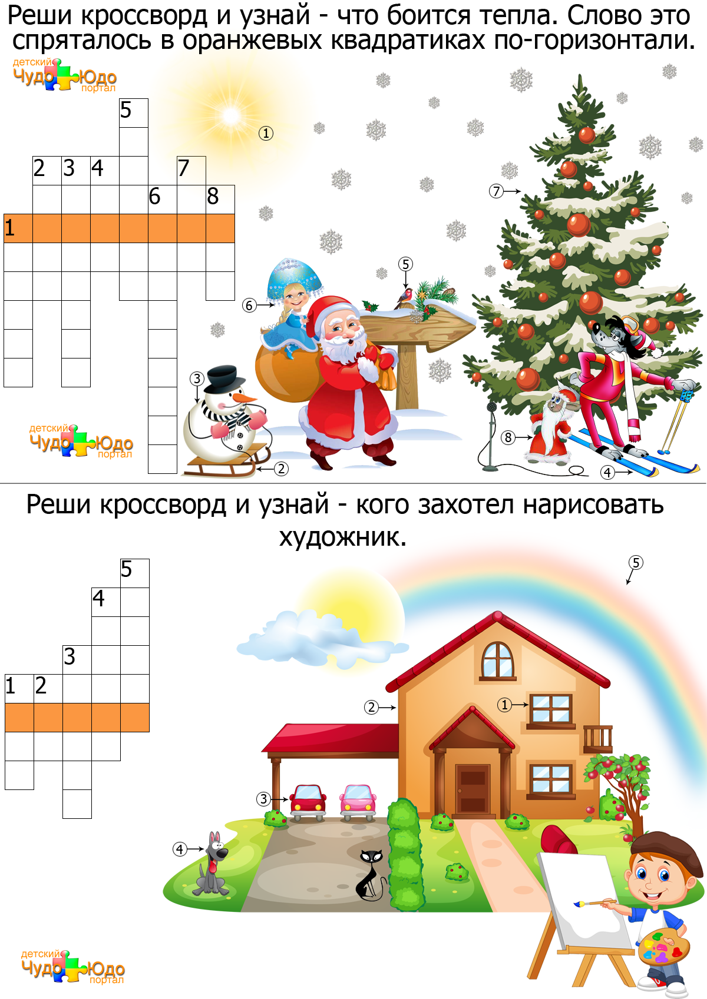 Реши кроссворд и узнай - что боится тепла. Слово это
спряталось в оранжевых квадратиках по-горизонтали.
детский
Чудо Юдо
портал
5
1
2 3 4 7
6 8
7
1
5
6
3
детский
Чудо Юдо
портал
8
2
4
Реши кроссворд и узнай - кого захотел нарисовать
художник.
5
5
4
3
1 2
2
1
3
4
детский
Чудо Юдо
портал